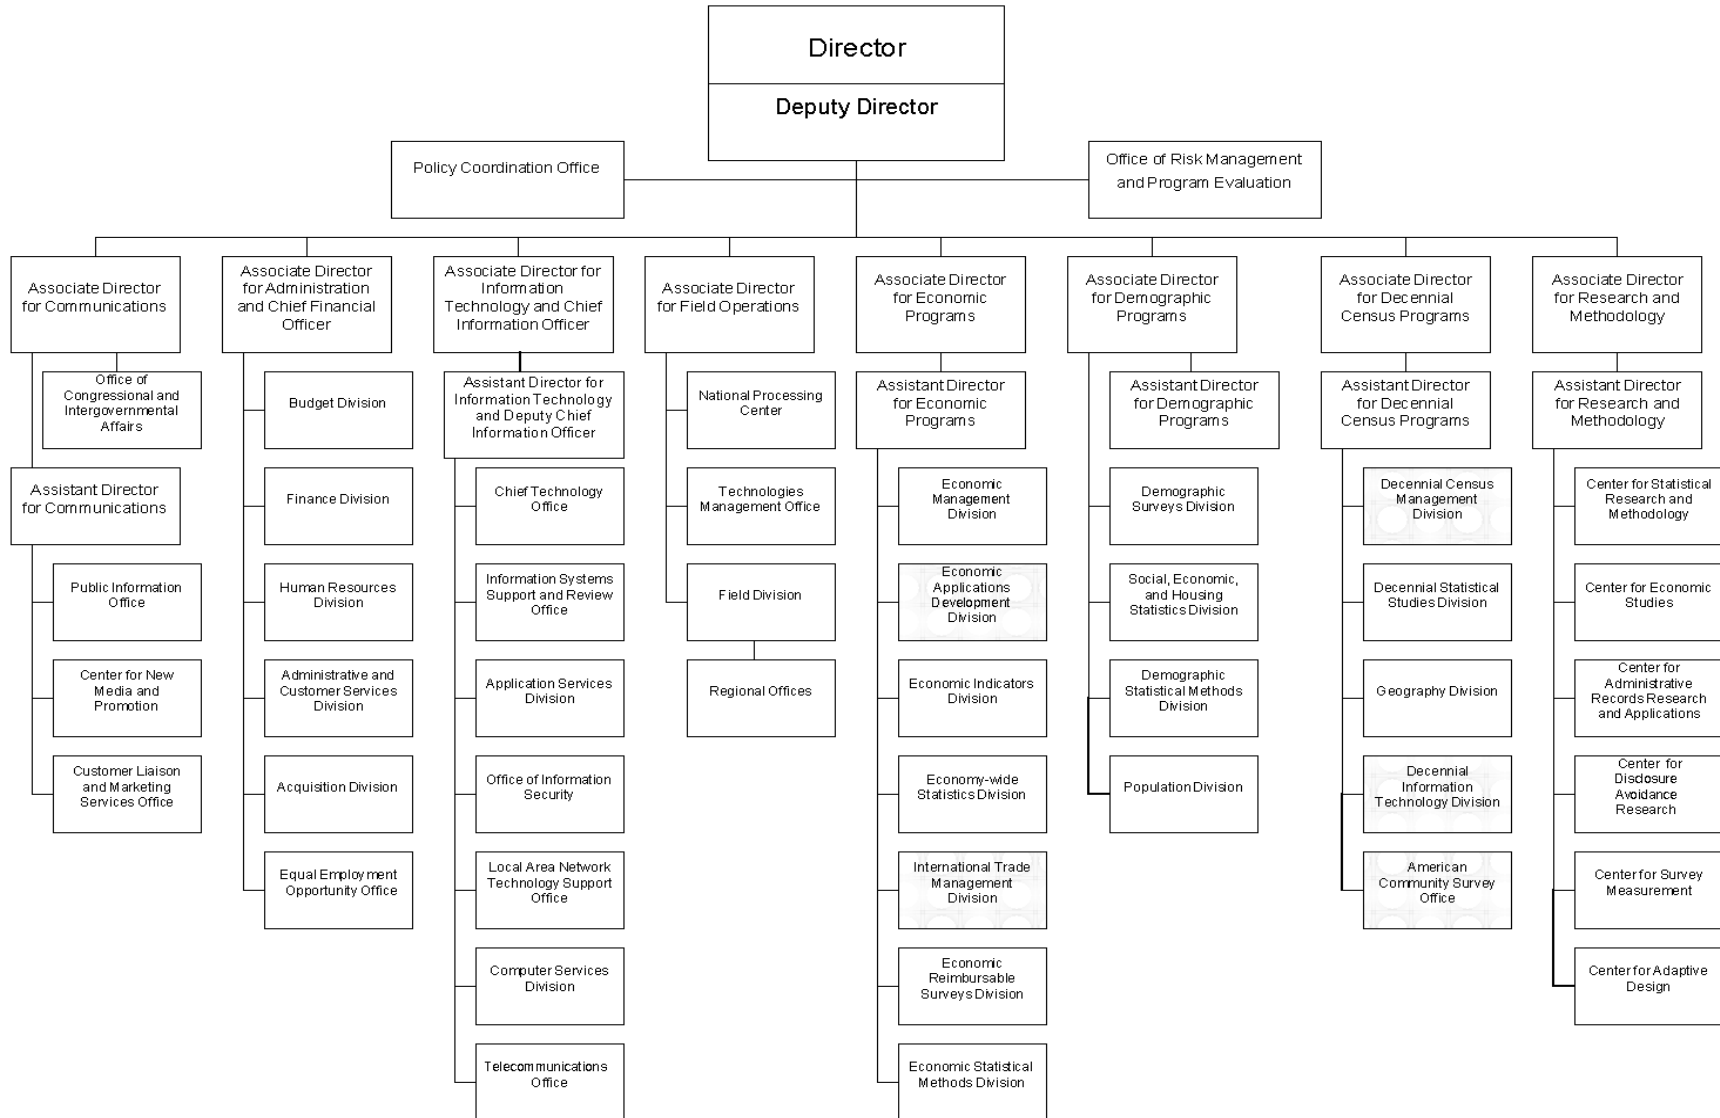 Director
Deputy Director
Policy Coordination Office
Office of Risk Management
and Program Evaluation
Associate Director
for Communications
Associate Director
for Administration
and Chief Financial
Officer
Associate Director for
Information
Technology and Chief
Information Officer
Associate Director
for Field Operations
Associate Director
for Economic
Programs
Associate Director
for Demographic
Programs
Associate Director
for Decennial
Census Programs
Associate Director
for Research and
Methodology
Office of
Congressional and
Intergovernmental
Affairs
Assistant Director
for Communications
Public Information
Office
Center for New
Media and
Promotion
Customer Liaison
and Marketing
Services Office
Budget Division
Finance Division
Human Resources
Division
Administrative and
Customer Services
Division
Acquisition Division
Equal Employment
Opportunity Office
Assistant Director for
Information Technology
and Deputy Chief
Information Officer
Chief Technology
Office
Information Systems
Support and Review
Office
Application Services
Division
Office of Information
Security
Local Area Network
Technology Support
Office
Computer Services
Division
Telecommunications
Office
National Processing
Center
Technologies
Management Office
Field Division
Regional Offices
Assistant Director
for Economic
Programs
Economic
Management
Division
Economic
Applications
Development
Division
Economic Indicators
Division
Economy-wide
Statistics Division
International Trade
Management
Division
Economic
Reimbursable
Surveys Division
Economic Statistical
Methods Division
Assistant Director
for Demographic
Programs
Demographic
Surveys Division
Social, Economic,
and Housing
Statistics Division
Demographic
Statistical Methods
Division
Population Division
Assistant Director
for Decennial
Census Programs
Decennial Census
Management
Division
Decennial Statistical
Studies Division
Geography Division
Decennial
Information
Technology Division
American
Community Survey
Office
Assistant Director
for Research and
Methodology
Center for Statistical
Research and
Methodology
Center for Economic
Studies
Center for
Administrative
Records Research
and Applications
Center for
Disclosure
Avoidance
Research
Center for Survey
Measurement
Center for Adaptive
Design